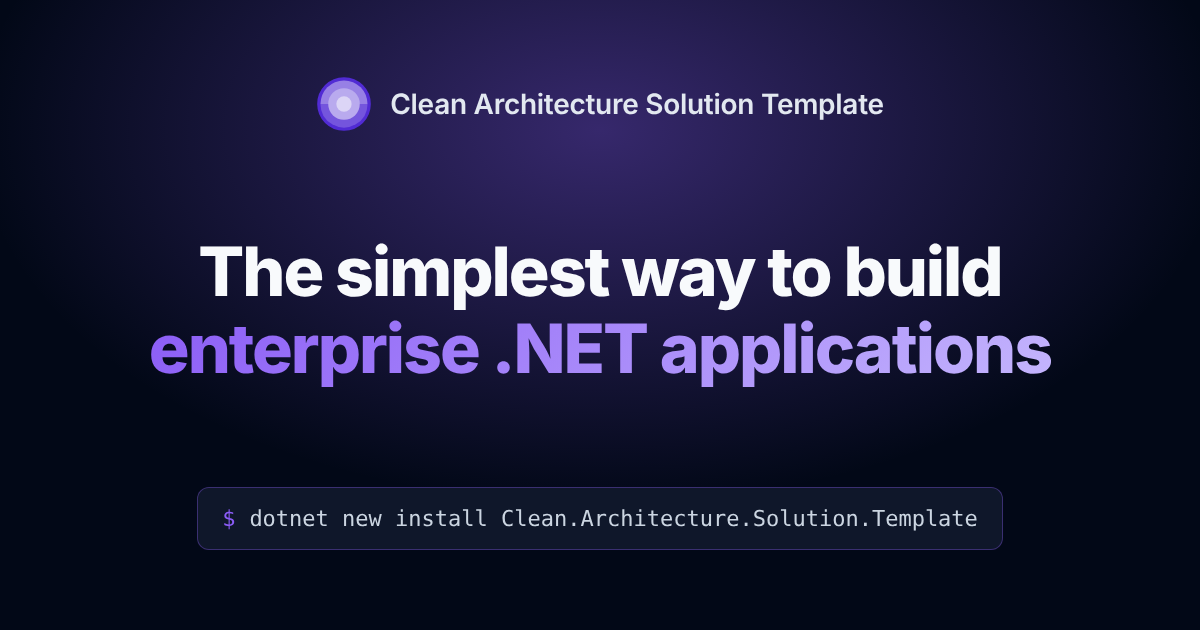 Clean Architecture Solution Template
The simplest way to build
enterprise .NET applications
$ dotnet new install Clean.Architecture.Solution.Template